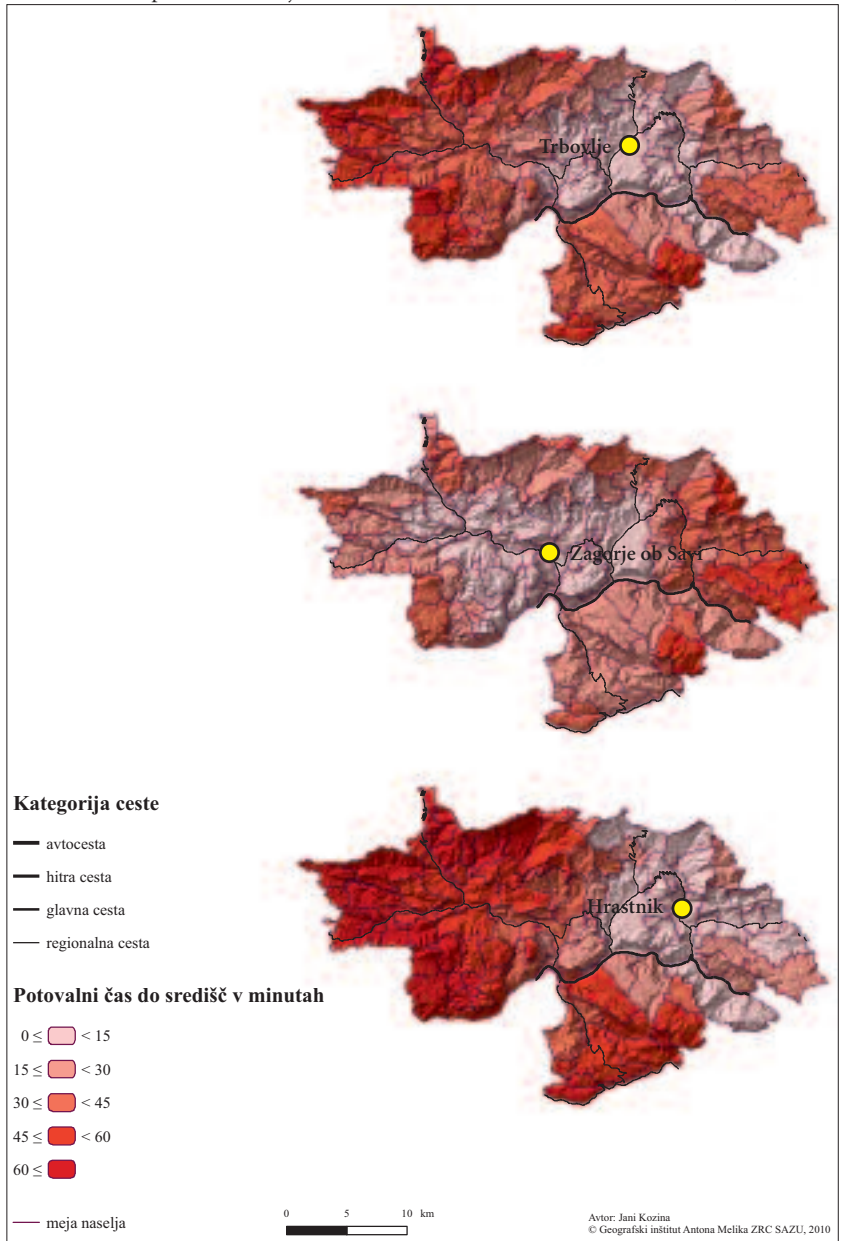 Trbovlje
Zagorje ob Savi
Hrastnik
Kategorija ceste
avtocesta
hitra cesta
glavna cesta
regionalna cesta
Potovalni čas do središč v minutah
0 ≤ < 15
15 ≤ < 30
30 ≤ < 45
45 ≤ < 60
60 ≤
meja naselja
0 5 10 km
Avtor: Jani Kozina
© Geografski inštitut Antona Melika ZRC SAZU, 2010